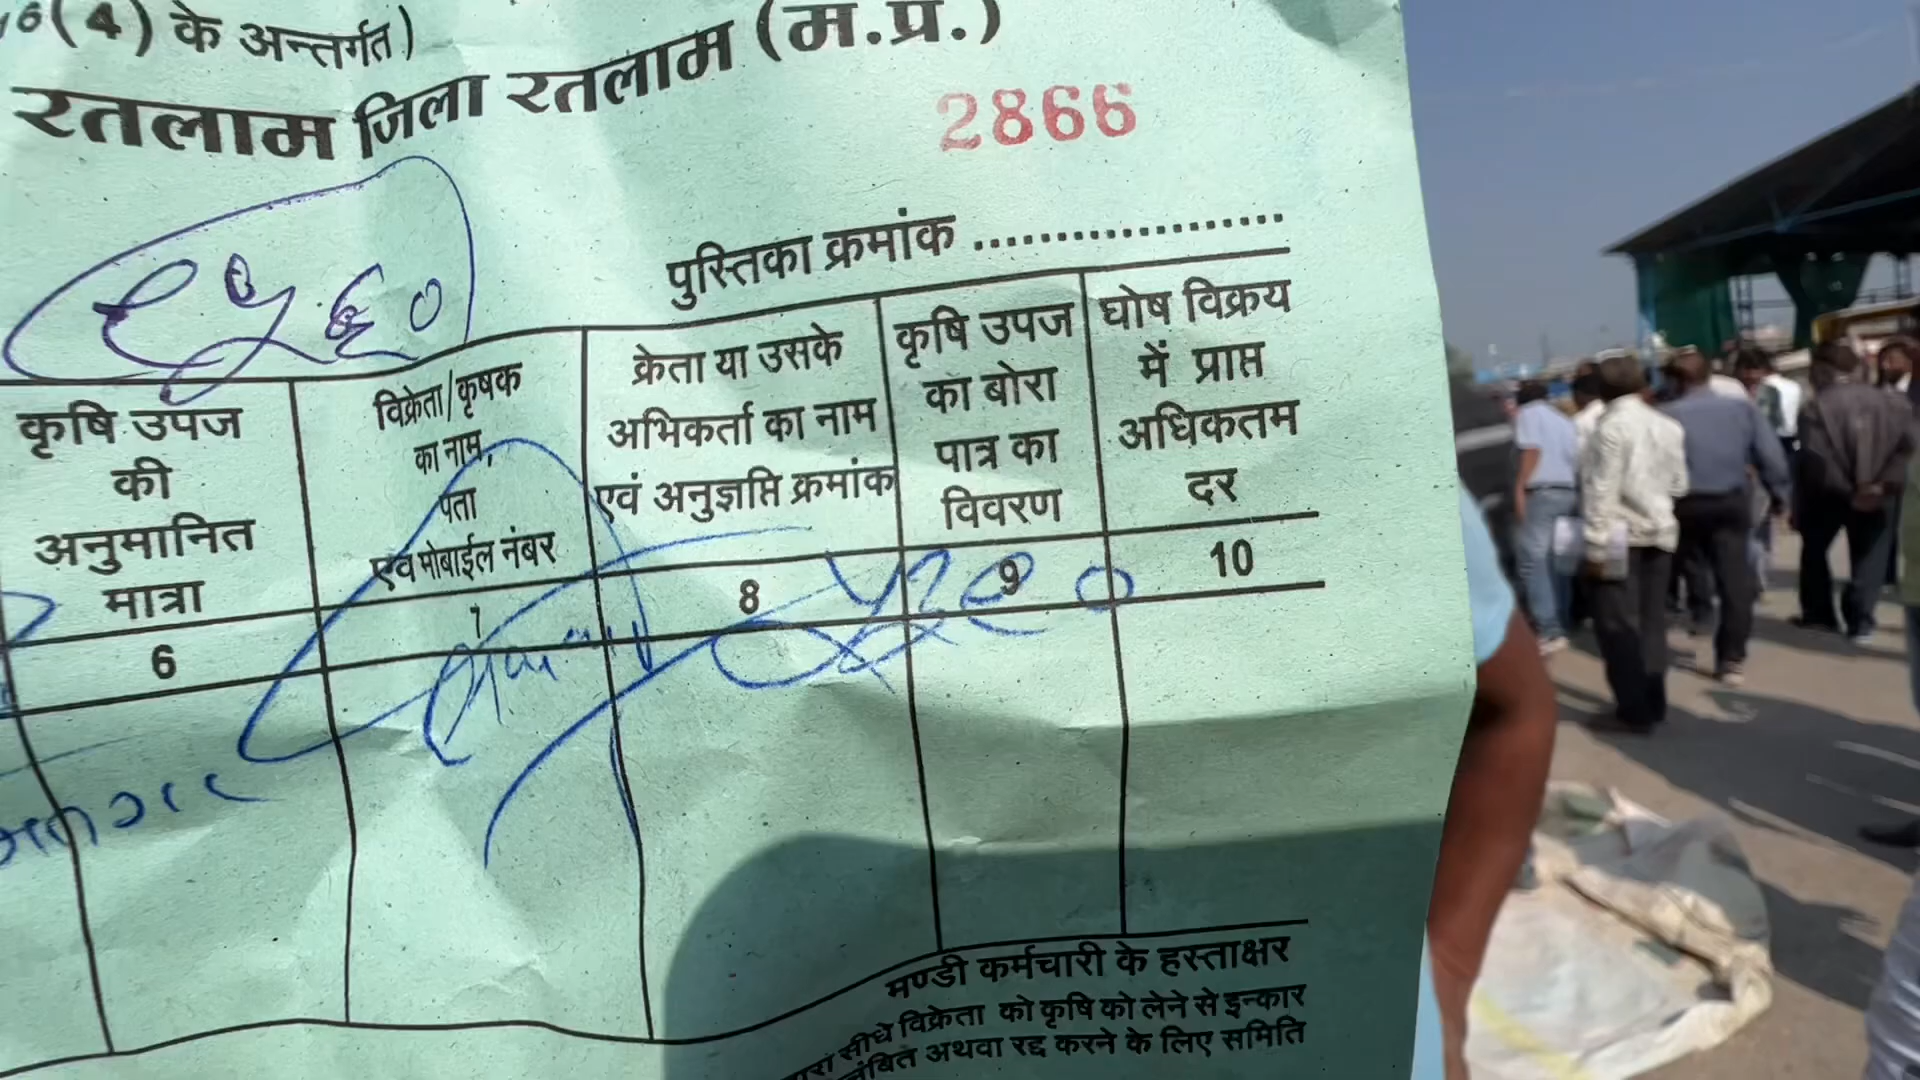 16(4) के अन्तर्गत)
रतलाम जिला रतलाम (म.प्र.)
2866
पुस्तिका क्रमांक ...................
कृषि उपज
की
अनुमानित
मात्रा
विक्रेता/कृषक
का नाम,
पता
एवं मोबाईल नंबर
क्रेता या उसके
अभिकर्ता का नाम
एवं अनुज्ञप्ति क्रमांक
कृषि उपज
का बोरा
पात्र का
विवरण
घोष विक्रय
में प्राप्त
अधिकतम
दर
6 7 8 9 10
मण्डी कर्मचारी के हस्ताक्षर
सीधे विक्रेता को कृषि को लेने से इन्कार
अथवा रद्द करने के लिए समिति